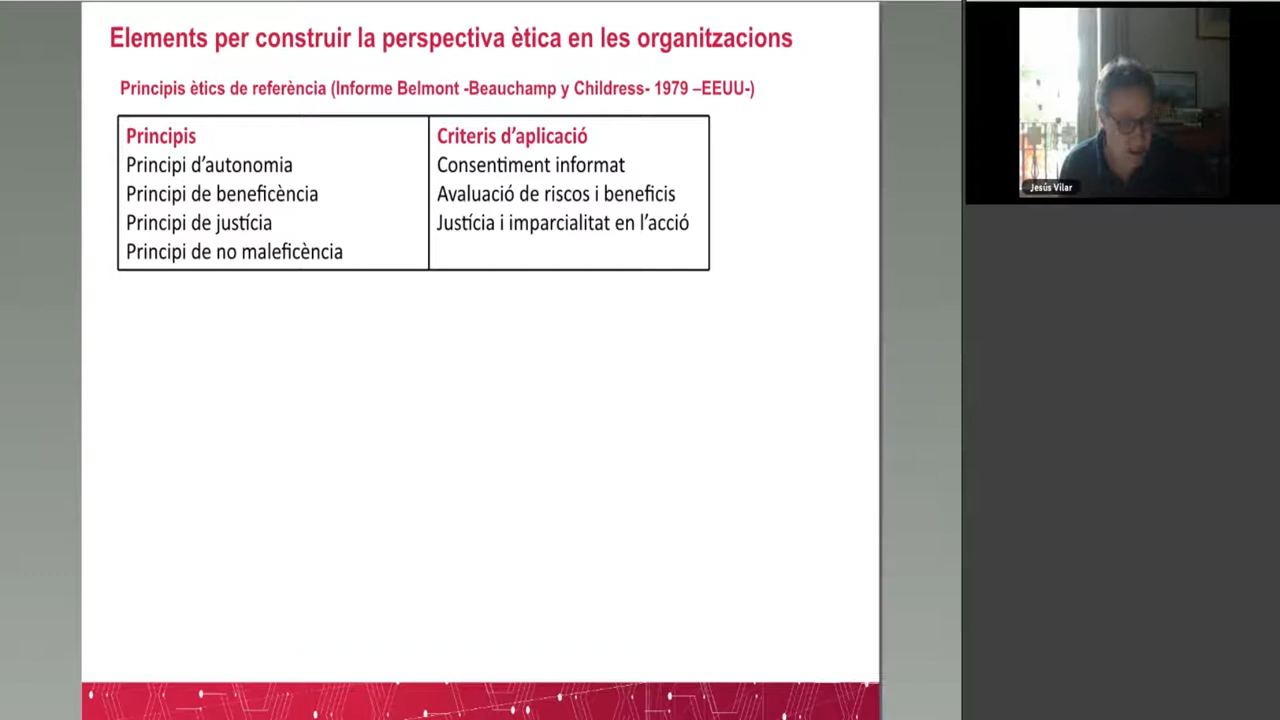 Elements per construir la perspectiva ètica en les organitzacions
Principis ètics de referència (Informe Belmont -Beauchamp y Childress- 1979 –EEUU-)
Principis
Principi d’autonomia
Principi de beneficència
Principi de justícia
Principi de no maleficència
Criteris d’aplicació
Consentiment informat
Avaluació de riscos i beneficis
Justícia i imparcialitat en l’acció
Jesús Vilar